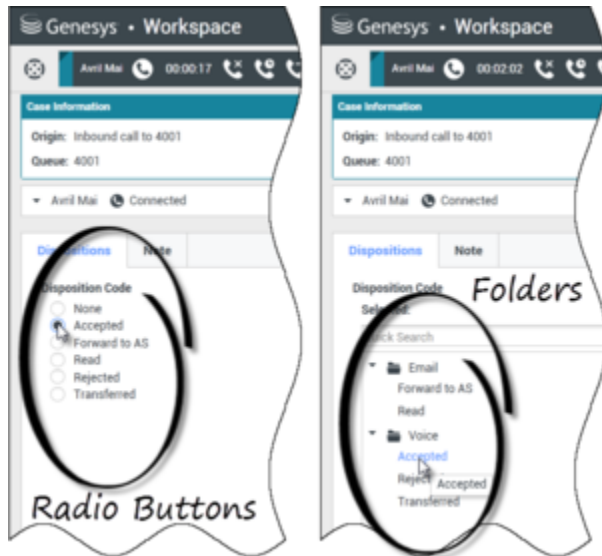 Genesys • Workspace
Avril Mai 00:00:17
Case Information
Origin: Inbound call to 4001
Queue: 4001
Avril Mai Connected
Dispositions Note
Disposition Code
None
Accepted
Forward to AS
Read
Rejected
Transferred
Radio Buttons
Genesys • Workspace
Avril Mai 00:02:02
Case Information
Origin: Inbound call to 4001
Queue: 4001
Avril Mai Connected
Dispositions Note
Disposition Code
Folders
Selected:
Quick Search
Email
Forward to AS
Read
Voice
Accepted
Accepted
Transferred